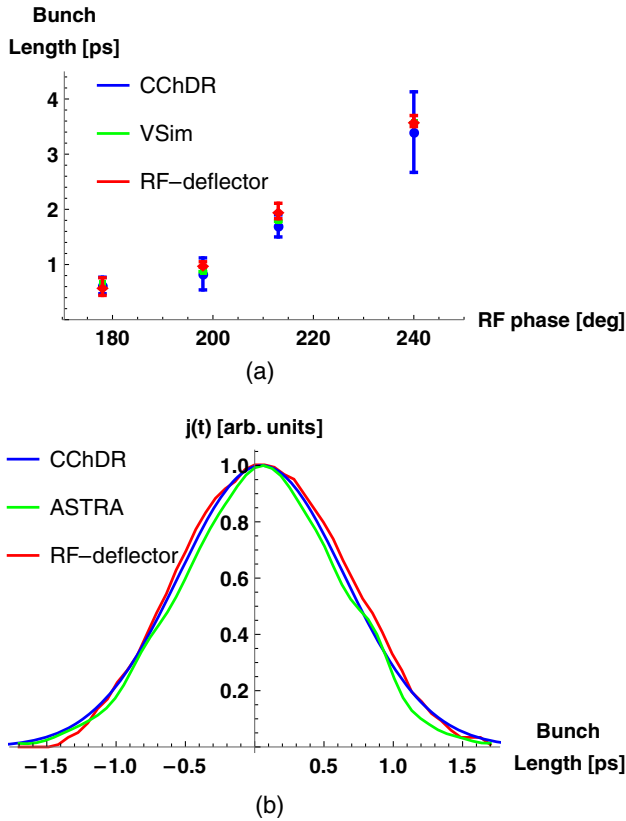 Bunch
Length [ps]
CChDR
VSim
RF−deflector
4
3
2
1
180 200 220 240
RF phase [deg]
(a)
j(t) [arb. units]
CChDR
ASTRA
RF−deflector
1.0
0.8
0.6
0.4
0.2
−1.5 −1.0 −0.5 0.5 1.0 1.5
Bunch
Length [ps]
(b)